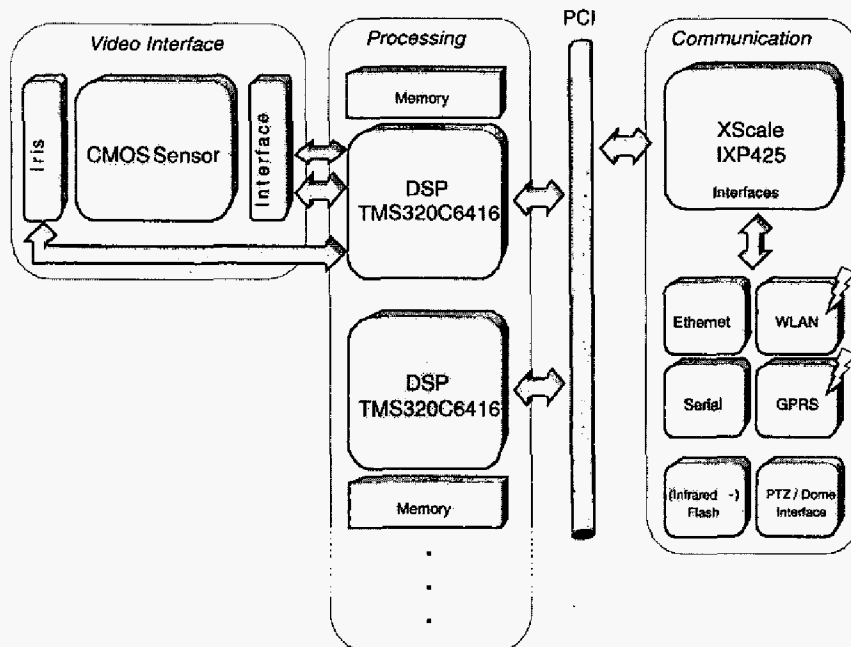 Video Interface
Iris
CMOS Sensor
Interface
Processing
Memory
DSP
TMS320C6416
DSP
TMS320C6416
Memory
PCI
Communication
XScale
IXP425
Interfaces
Ethernet
WLAN
Serial
GPRS
(Infrared -)
Flash
PTZ / Dome
Interface